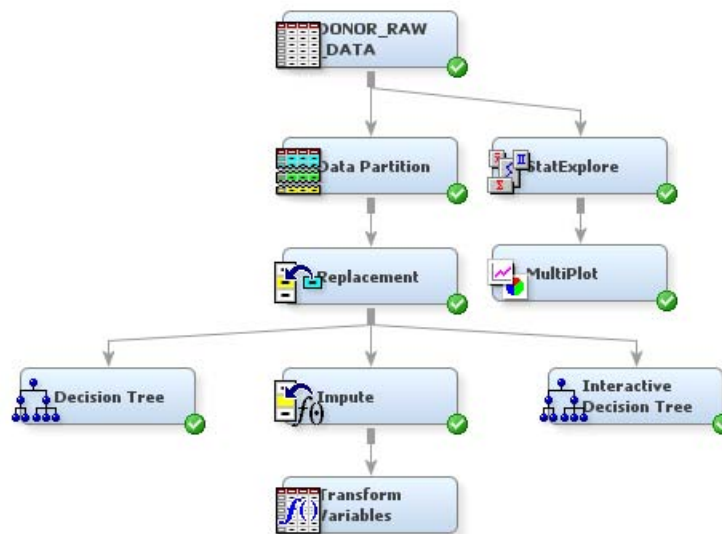 DONOR_RAW
_DATA
Data Partition
StatExplore
Replacement
MultiPlot
Decision Tree
Impute
Interactive
Decision Tree
Transform
Variables